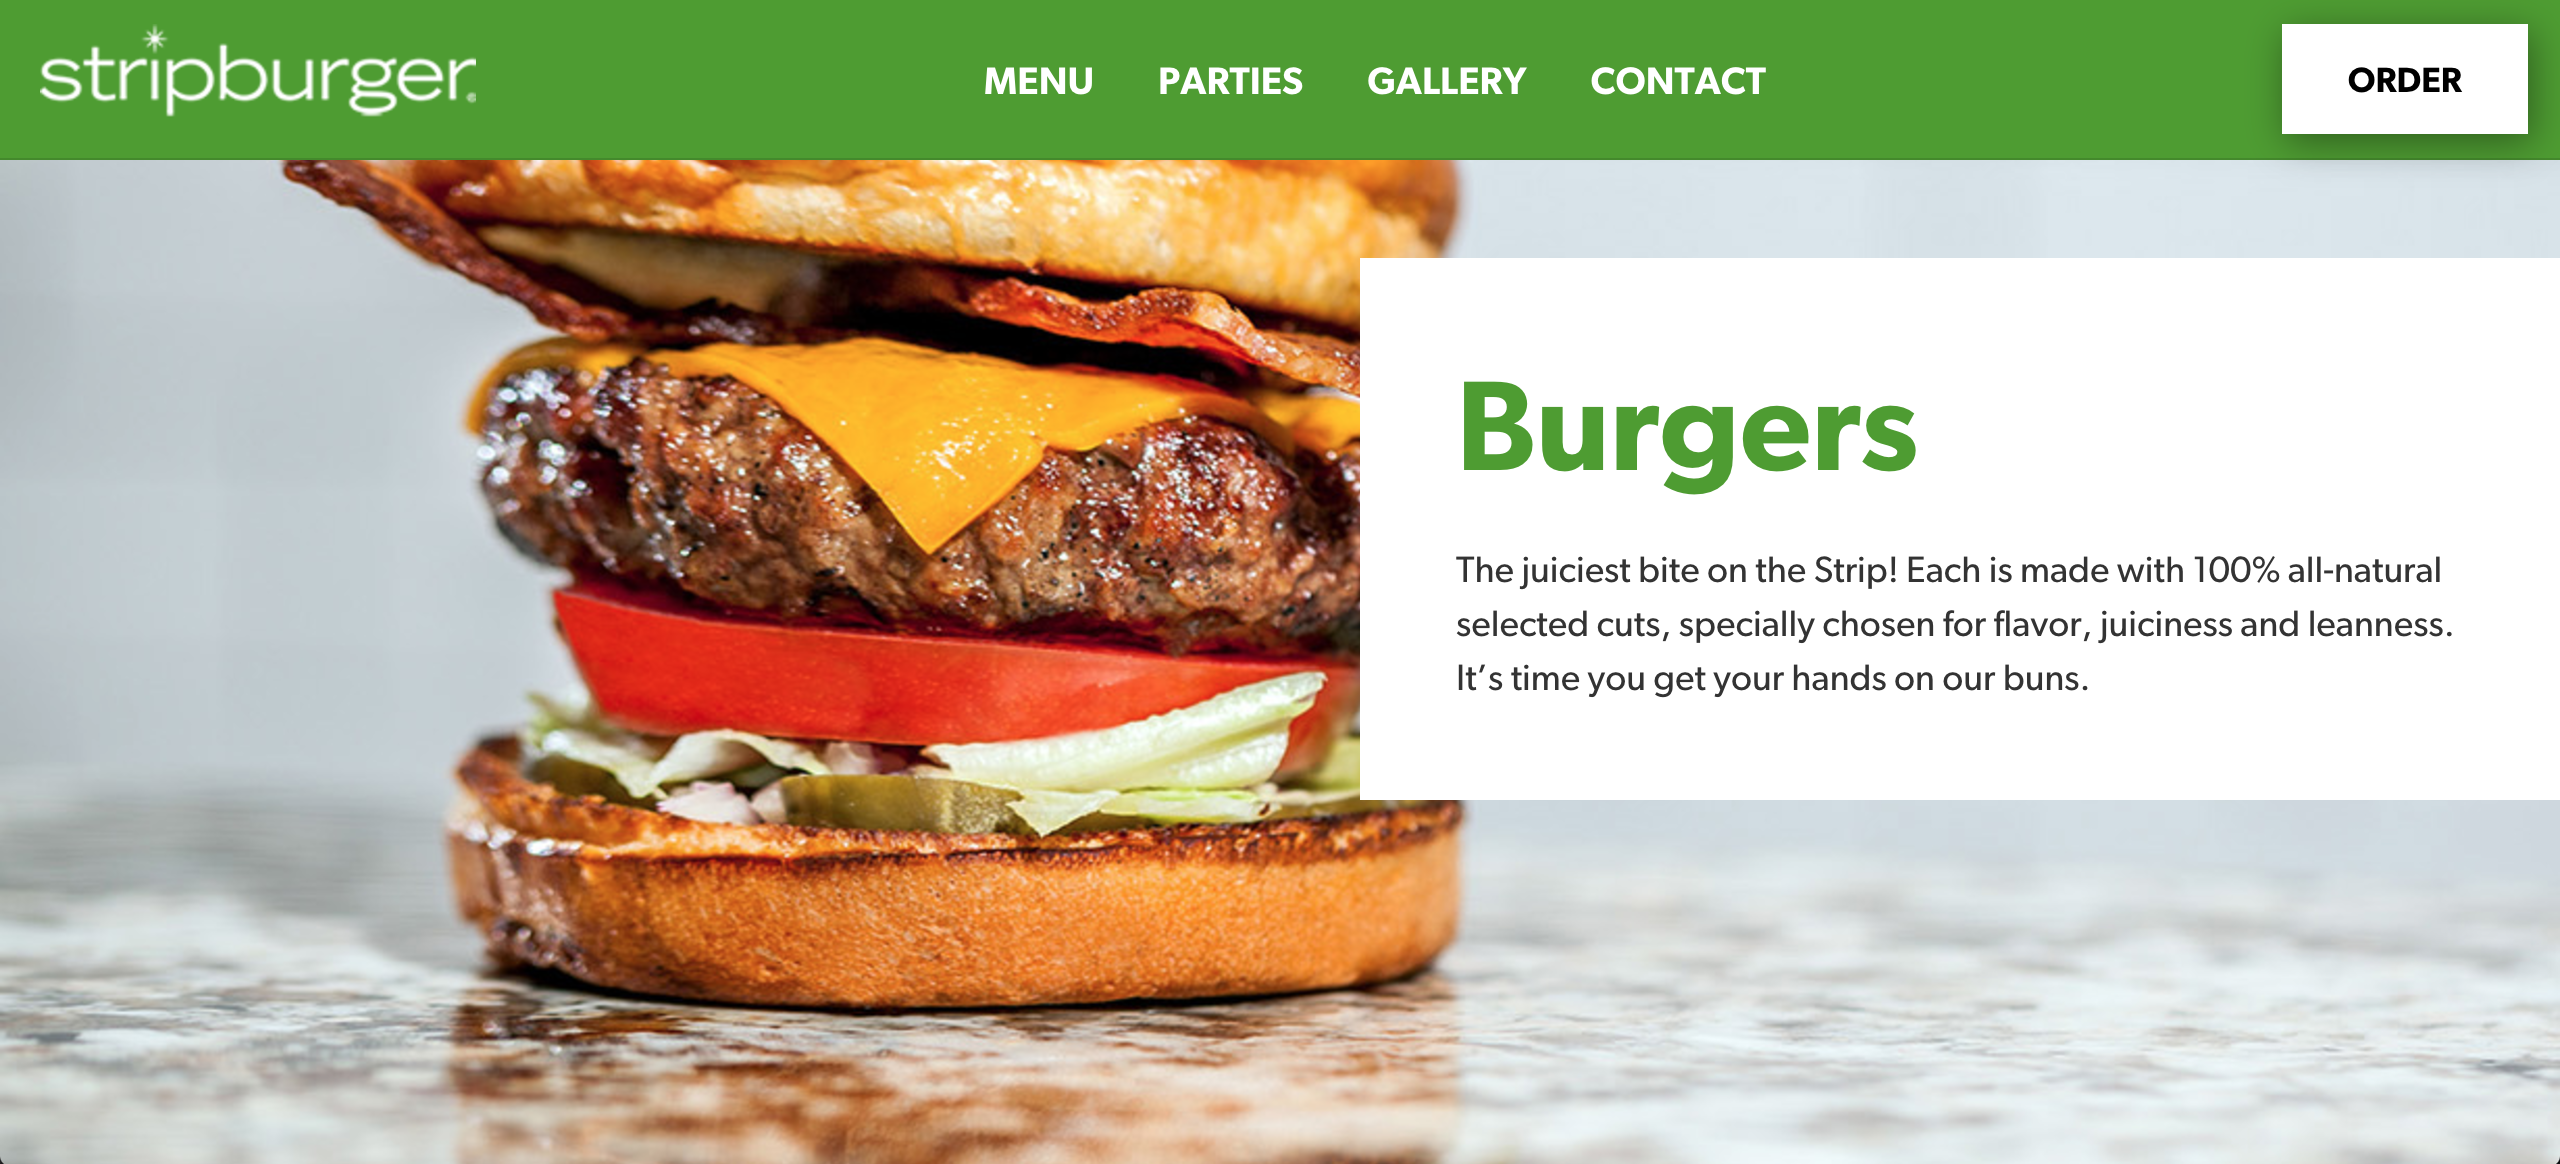 stripburger
MENU PARTIES GALLERY CONTACT
ORDER
Burgers
The juiciest bite on the Strip! Each is made with 100% all-natural
selected cuts, specially chosen for flavor, juiciness and leanness.
It’s time you get your hands on our buns.